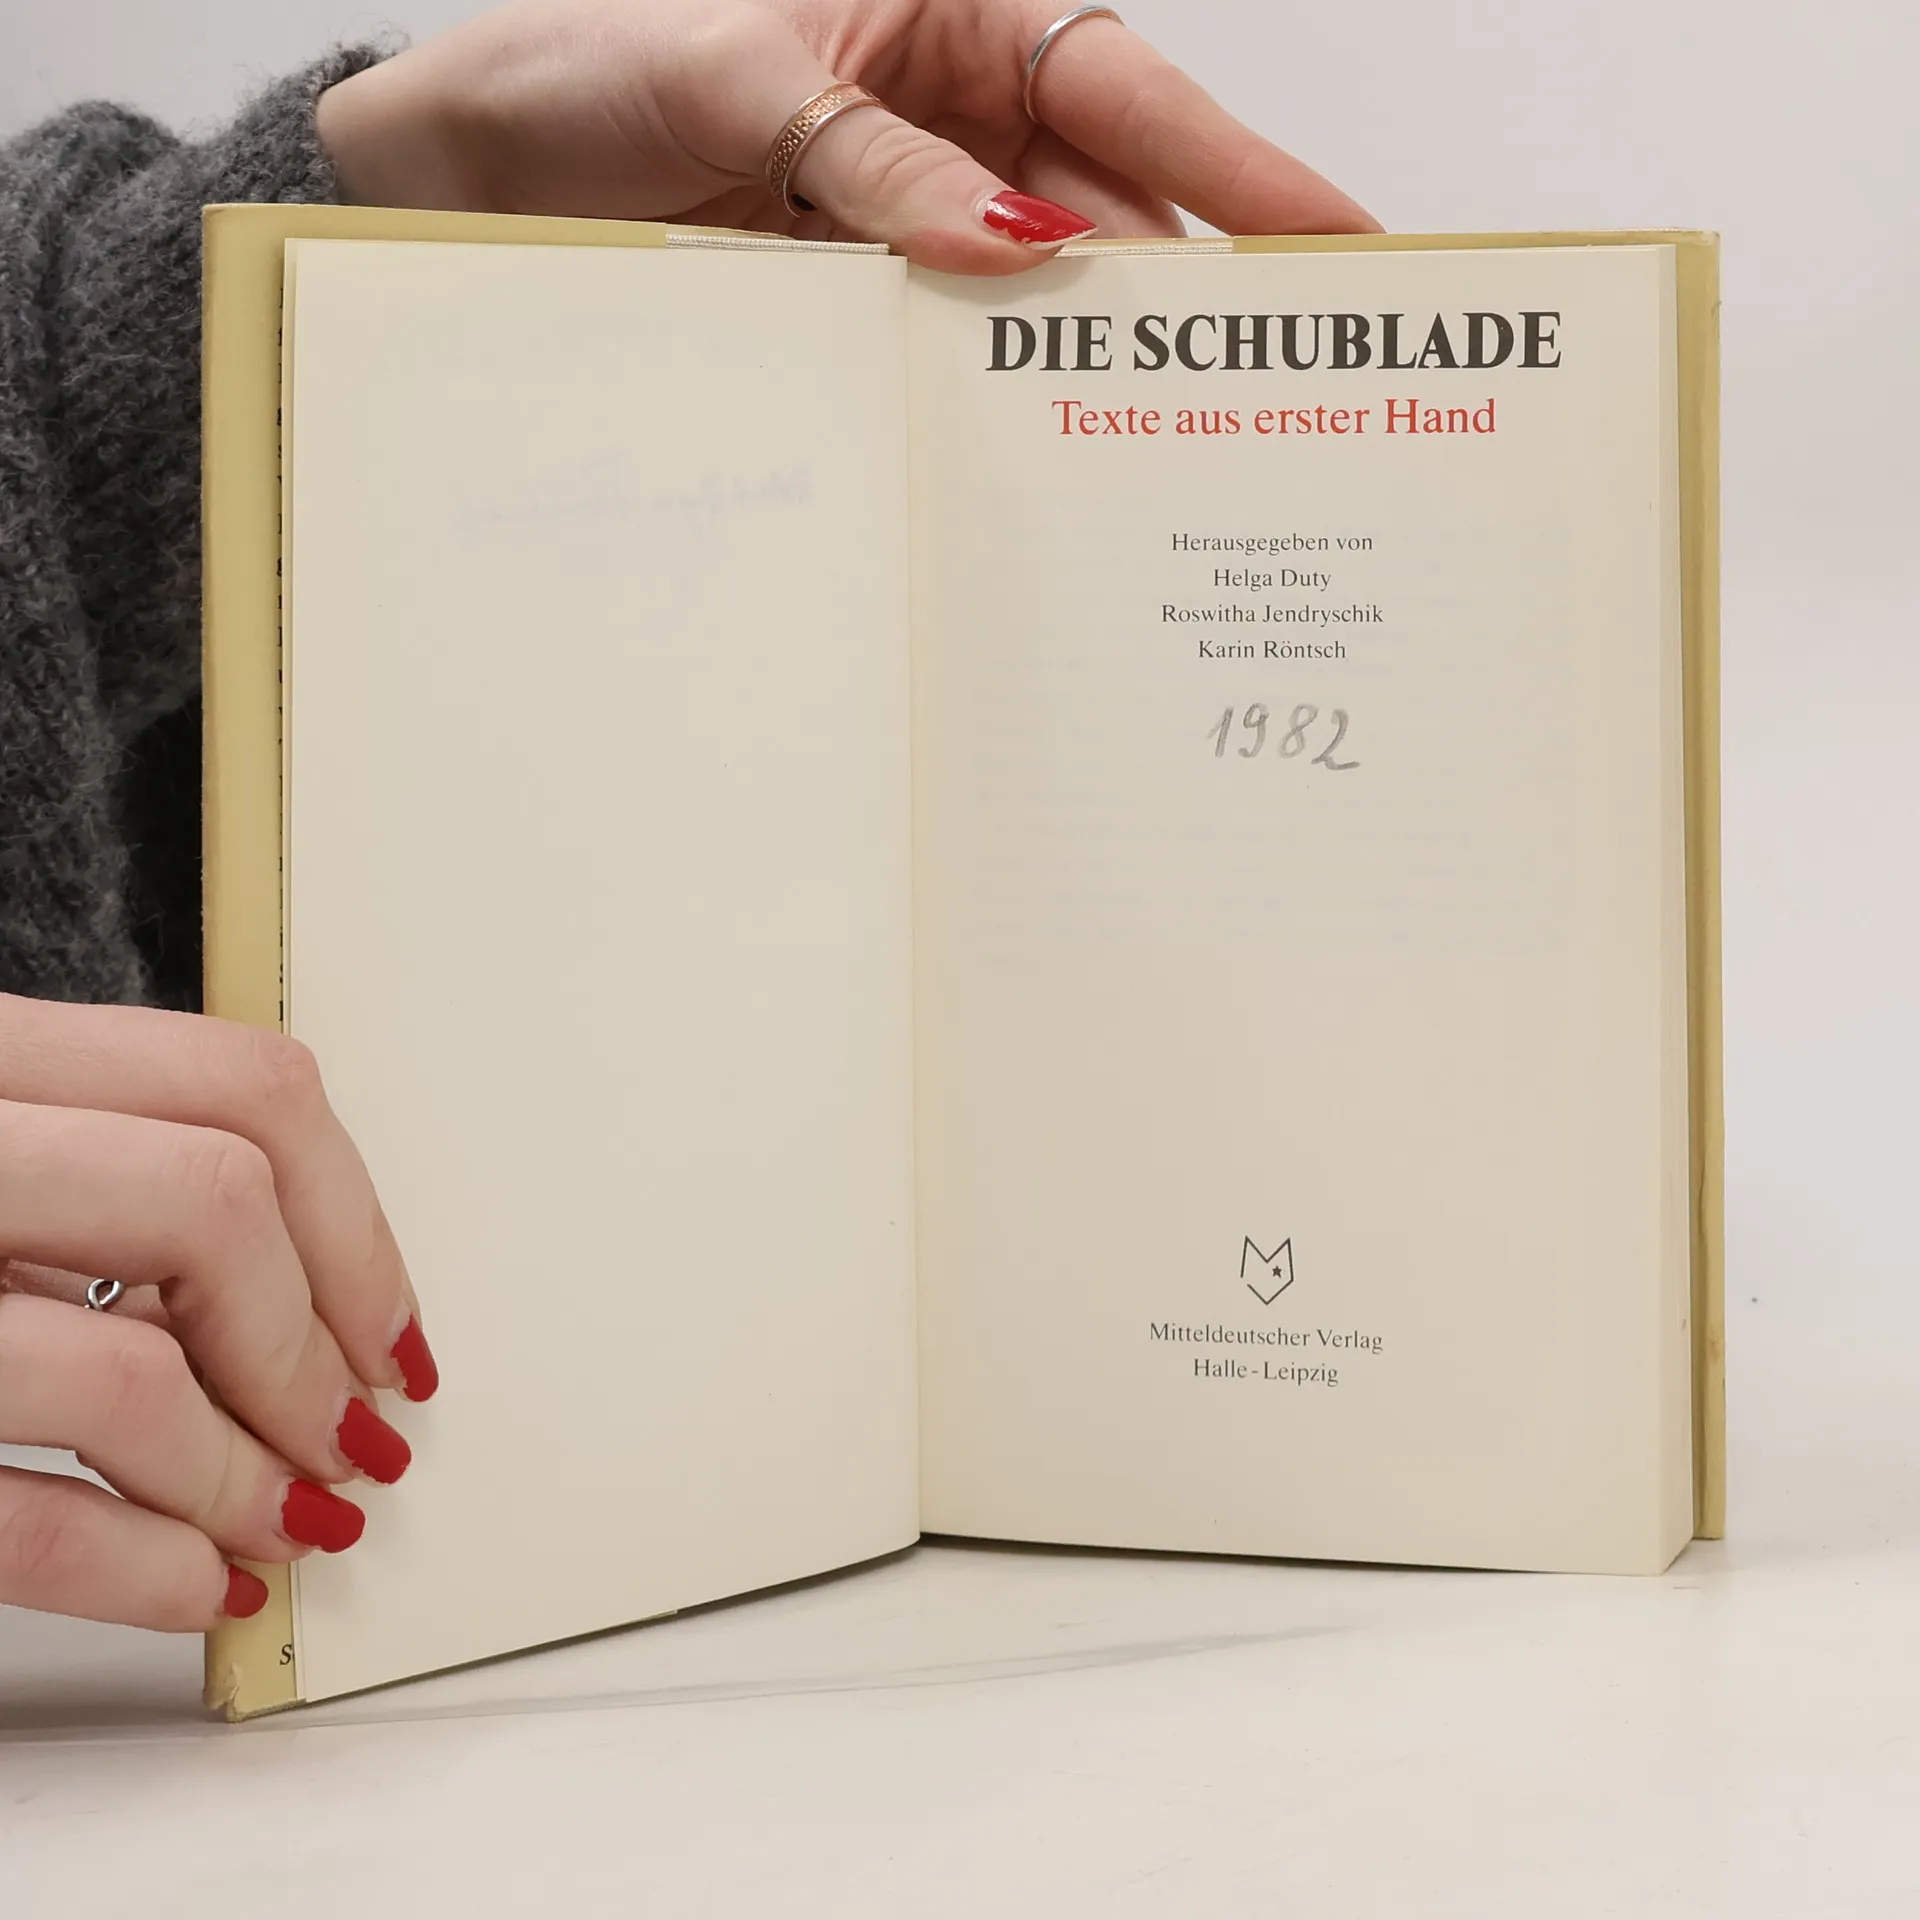 DIE SCHUBLADE
Texte aus erster Hand
Herausgegeben von
Helga Duty
Roswitha Jendryschik
Karin Röntsch
1982
Mitteldeutscher Verlag
Halle-Leipzig